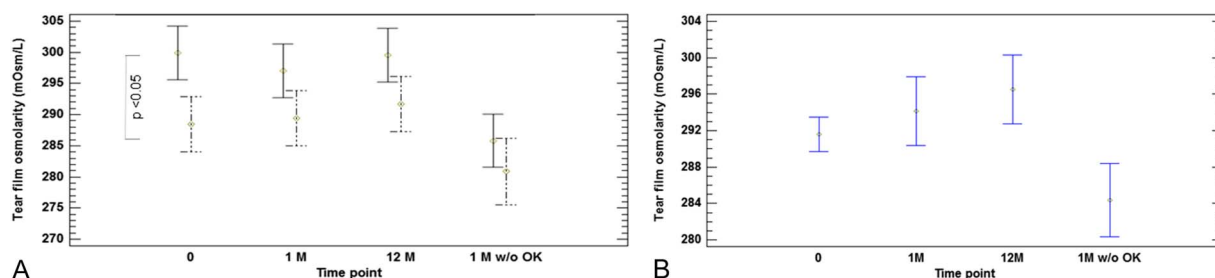 305
300
295
290
285
280
275
270
Tear film osmolarity (mOsm/L)
p <0.05
0 1 M 12 M 1 M w/o OK
Time point
A
304
300
296
292
288
284
280
Tear film osmolarity (mOsm/L)
0 1M 12M 1M w/o OK
Time point
B